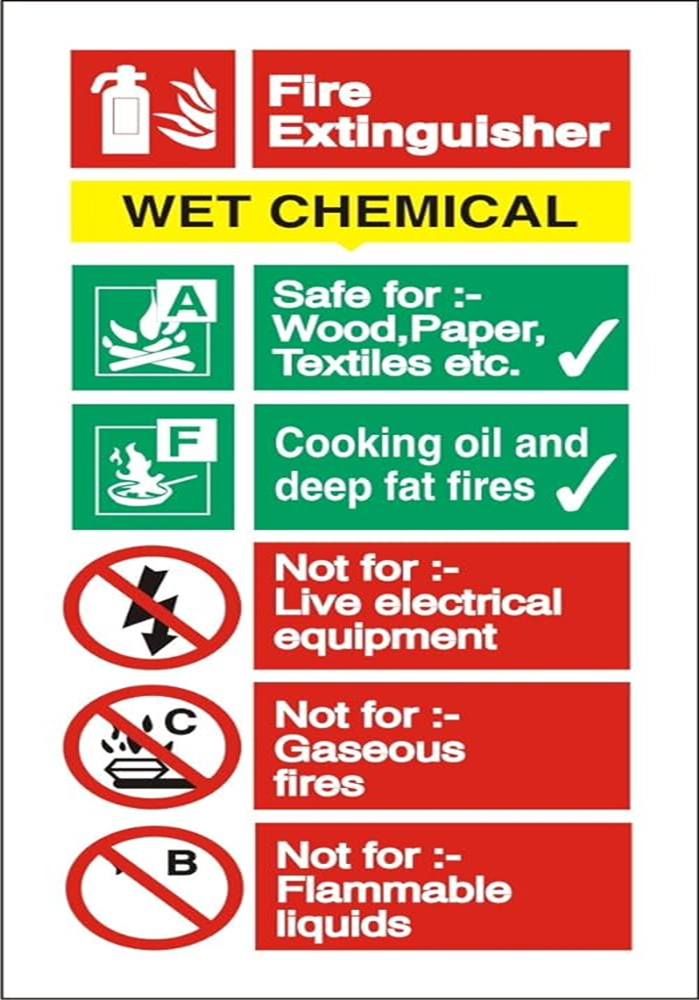 Fire
Extinguisher
WET CHEMICAL
A
Safe for :-
Wood,Paper,
Textiles etc.
F
Cooking oil and
deep fat fires
Not for :-
Live electrical
equipment
C
Not for :-
Gaseous
fires
B
Not for :-
Flammable
liquids